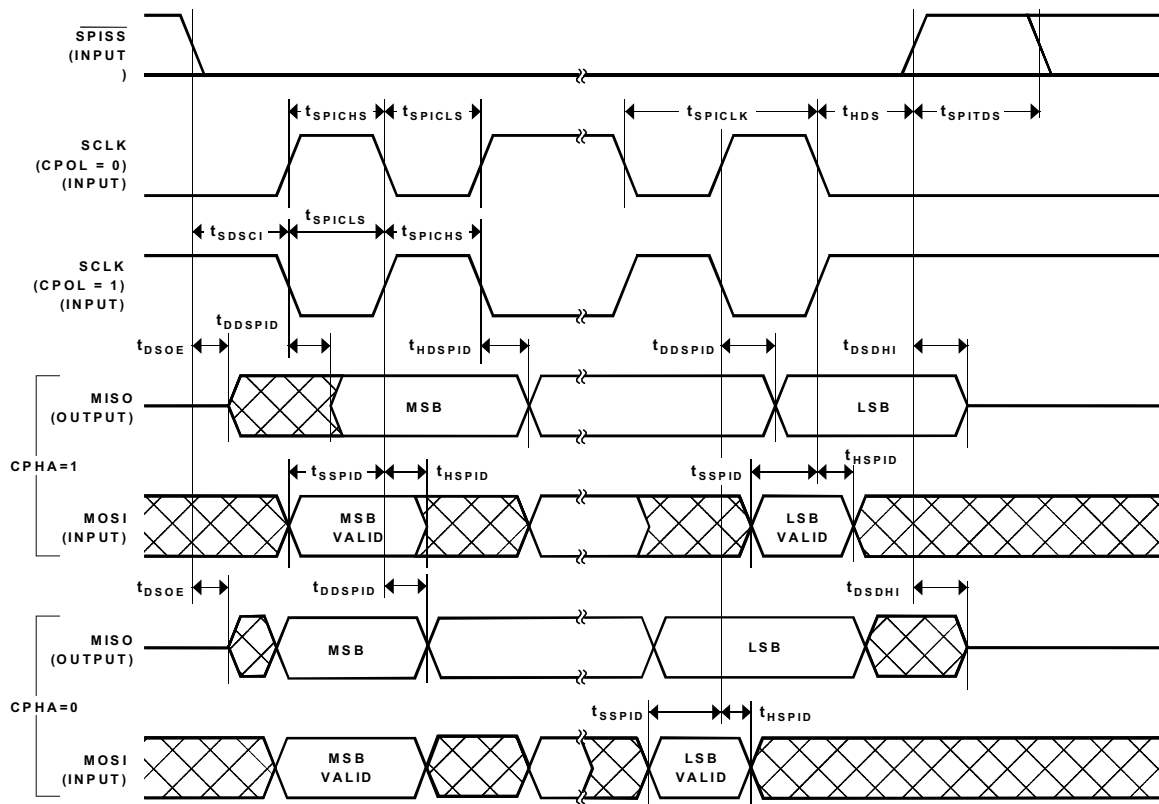 SPISS
(INPUT
)
tSPICHS tSPICLS tSPICLK tHDS tSPITDS
SCLK
(CPOL = 0)
(INPUT)
tSDSCI tSPICLS tSPICHS
SCLK
(CPOL = 1)
(INPUT)
tDSOE tDDSPID tHDSPID tDDSPID tDSDHI
CPHA=1
MISO
(OUTPUT)
MSB LSB
tSSPID tHSPID tSSPID tHSPID
MOSI
(INPUT)
MSB
VALID
LSB
VALID
tDSOE tDDSPID tDSDHI
CPHA=0
MISO
(OUTPUT)
MSB LSB
tSSPID tHSPID
MOSI
(INPUT)
MSB
VALID
LSB
VALID